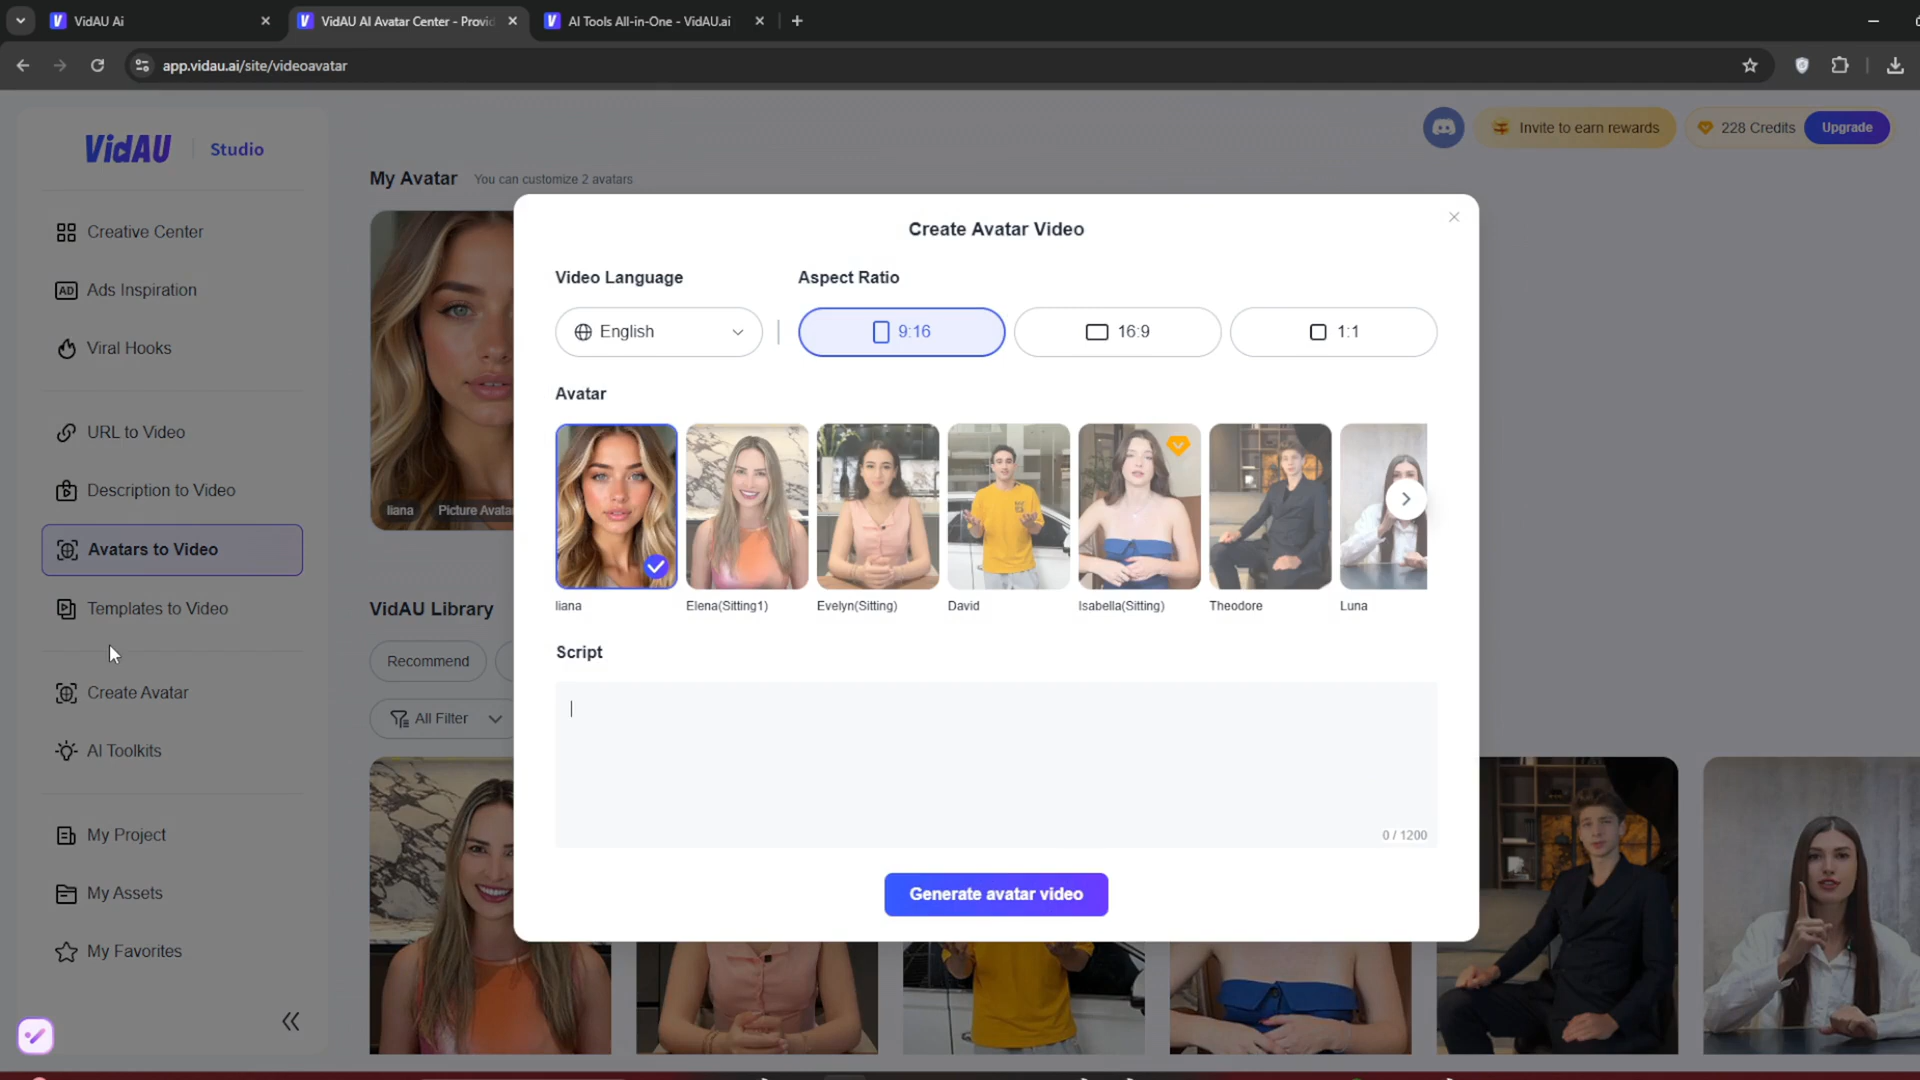 VidAU Ai
VidAU AI Avatar Center - Provid
AI Tools All-in-One - VidAU.ai
app.vidau.ai/site/videoavatar
VidAU
Studio
Invite to earn rewards
228 Credits
Upgrade
Creative Center
Ads Inspiration
Viral Hooks
URL to Video
Description to Video
Avatars to Video
Templates to Video
Create Avatar
AI Toolkits
My Project
My Assets
My Favorites
My Avatar
You can customize 2 avatars
liana
Picture Avata
VidAU Library
Recommend
All Filter
Create Avatar Video
Video Language
Aspect Ratio
English
9:16
16:9
1:1
Avatar
liana
Elena(Sitting1)
Evelyn(Sitting)
David
Isabella(Sitting)
Theodore
Luna
Script
0 / 1200
Generate avatar video